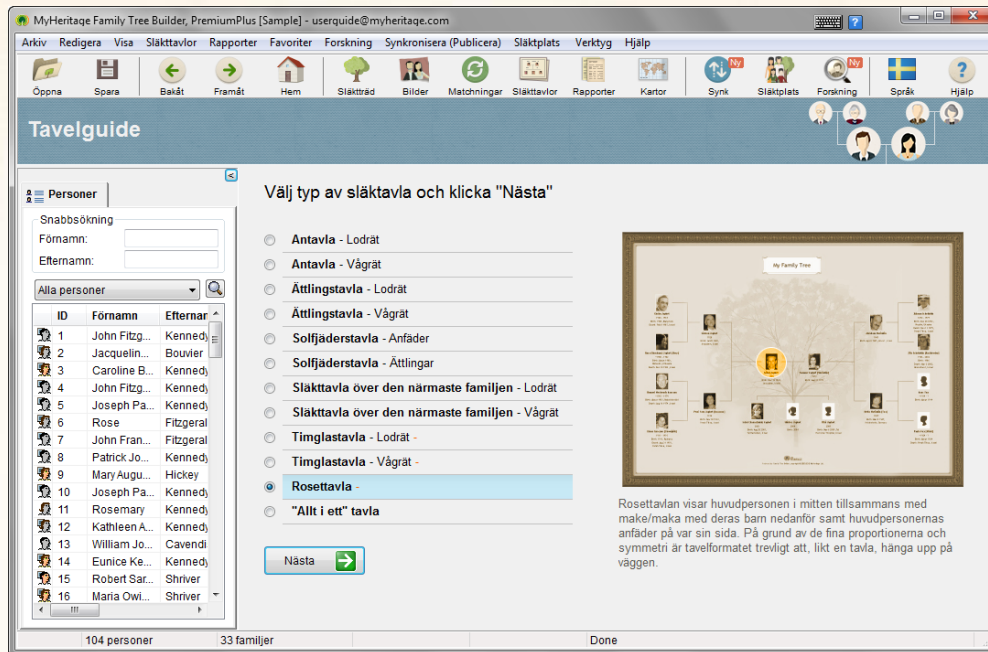 MyHeritage Family Tree Builder, PremiumPlus [Sample] - userguide@myheritage.com
Arkiv Redigera Visa Släkttavlor Rapporter Favoriter Forskning Synkronisera (Publicera) Släktplats Verktyg Hjälp
Ny Ny
Öppna Spara Bakåt Framåt Hem Släktträd Bilder Matchningar Släkttavlor Rapporter Kartor Synk Släktplats Forskning Språk Hjälp
Tavelguide
Personer
Snabbsökning
Förnamn:
Efternamn:
Alla personer
ID Förnamn Efternar
1 John Fitzg... Kennedy
2 Jacquelin... Bouvier
3 Caroline B... Kennedy
4 John Fitzg... Kennedy
5 Joseph Pa... Kennedy
6 Rose Fitzgeral
7 John Fran... Fitzgeral
8 Patrick Jo... Kennedy
9 Mary Augu... Hickey
10 Joseph Pa... Kennedy
11 Rosemary Kennedy
12 Kathleen A... Kennedy
13 William Jo... Cavendi
14 Eunice Ke... Kennedy
15 Robert Sar... Shriver
16 Maria Owi... Shriver
Välj typ av släktavla och klicka "Nästa"
Antavla - Lodrät
Antavla - Vågrät
Ättlingstavla - Lodrät
Ättlingstavla - Vågrät
Solfjäderstavla - Anfäder
Solfjäderstavla - Ättlingar
Släkttavla över den närmaste familjen - Lodrät
Släkttavla över den närmaste familjen - Vågrät
Timglastavla - Lodrät -
Timglastavla - Vågrät -
Rosettavla -
"Allt i ett" tavla
Nästa
My Family Tree
Rosettavlan visar huvudpersonen i mitten tillsammans med
make/maka med deras barn nedanför samt huvudpersonernas
anfäder på var sin sida. På grund av de fina proportionerna och
symmetri är tavelformatet trevligt att, likt en tavla, hänga upp på
väggen.
104 personer 33 familjer Done